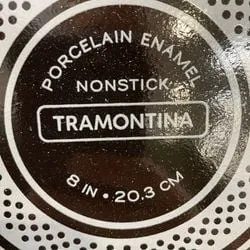 PORCELAIN ENAMEL
NONSTICK
TRAMONTINA
8 IN • 20.3 CM